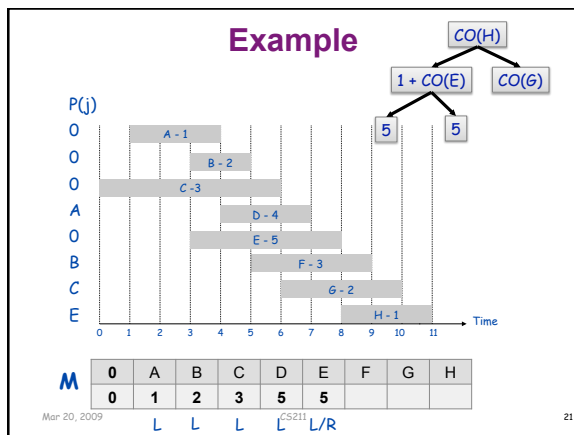 Example
CO(H)
1 + CO(E)
CO(G)
5
5
P(j)
0
A - 1
0
B - 2
0
C -3
A
D - 4
0
E - 5
B
F - 3
C
G - 2
E
H - 1
0 1 2 3 4 5 6 7 8 9 10 11
Time
M
0 A B C D E F G H
0 1 2 3 5 5
L L L L L/R
Mar 20, 2009
CS211
21